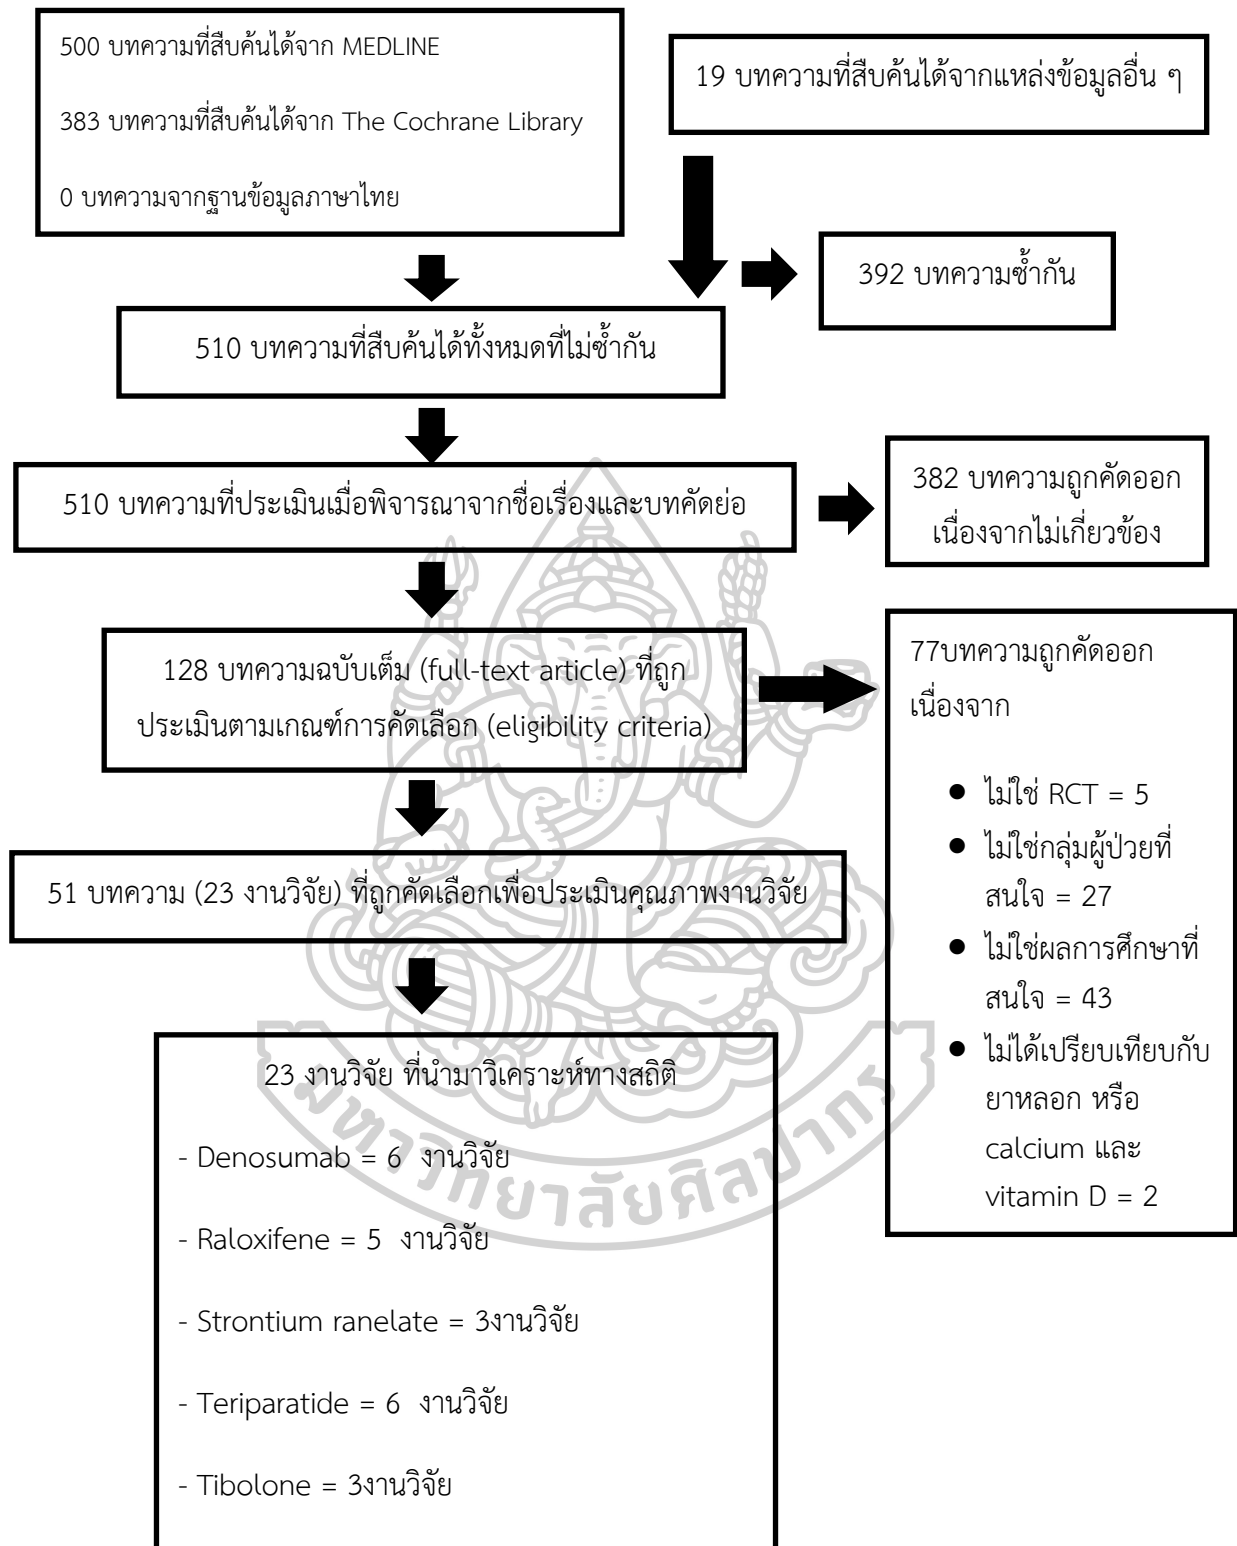 500 บทความที่สืบค้นได้จาก MEDLINE
383 บทความที่สืบค้นได้จาก The Cochrane Library
0 บทความจากฐานข้อมูลภาษาไทย
19 บทความที่สืบค้นได้จากแหล่งข้อมูลอื่น ๆ
392 บทความซ้ำกัน
510 บทความที่สืบค้นได้ทั้งหมดที่ไม่ซ้ำกัน
510 บทความที่ประเมินเมื่อพิจารณาจากชื่อเรื่องและบทคัดย่อ
382 บทความถูกคัดออก
เนื่องจากไม่เกี่ยวข้อง
128 บทความฉบับเต็ม (full-text article) ที่ถูก
ประเมินตามเกณฑ์การคัดเลือก (eligibility criteria)
77บทความถูกคัดออก
เนื่องจาก
● ไม่ใช่ RCT = 5
● ไม่ใช่กลุ่มผู้ป่วยที่
สนใจ = 27
● ไม่ใช่ผลการศึกษาที่
สนใจ = 43
● ไม่ได้เปรียบเทียบกับ
ยาหลอก หรือ
calcium และ
vitamin D = 2
51 บทความ (23 งานวิจัย) ที่ถูกคัดเลือกเพื่อประเมินคุณภาพงานวิจัย
23 งานวิจัย ที่นำมาวิเคราะห์ทางสถิติ
- Denosumab = 6 งานวิจัย
- Raloxifene = 5 งานวิจัย
- Strontium ranelate = 3งานวิจัย
- Teriparatide = 6 งานวิจัย
- Tibolone = 3งานวิจัย
มหาวิทยาลัยศิลปากร